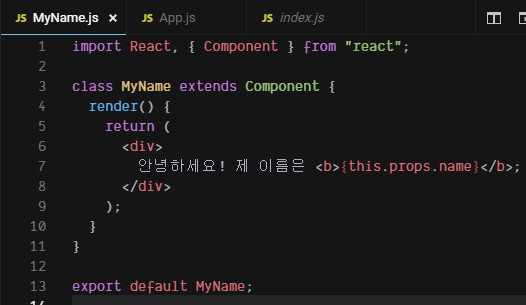 JS MyName.js × JS App.js JS index.js
1 import React, { Component } from "react";
2
3 class MyName extends Component {
4 render() {
5 return (
6 <div>
7 안녕하세요! 제 이름은 <b>{this.props.name}</b>;
8 </div>
9 );
10 }
11 }
12
13 export default MyName;
14